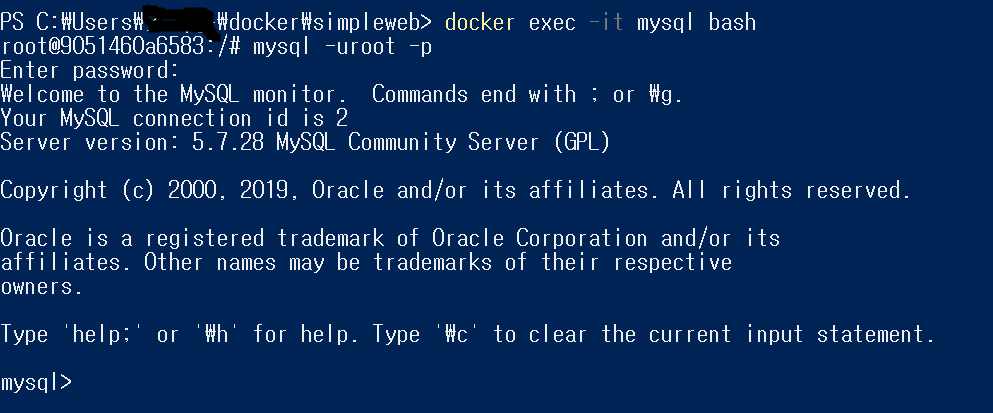 PS C:₩Users₩ ₩docker₩simpleweb> docker exec -it mysql bash
root@9051460a6583:/# mysql -uroot -p
Enter password:
Welcome to the MySQL monitor.  Commands end with ; or ₩g.
Your MySQL connection id is 2
Server version: 5.7.28 MySQL Community Server (GPL)
Copyright (c) 2000, 2019, Oracle and/or its affiliates. All rights reserved.
Oracle is a registered trademark of Oracle Corporation and/or its
affiliates. Other names may be trademarks of their respective
owners.
Type 'help;' or '₩h' for help. Type '₩c' to clear the current input statement.
mysql>